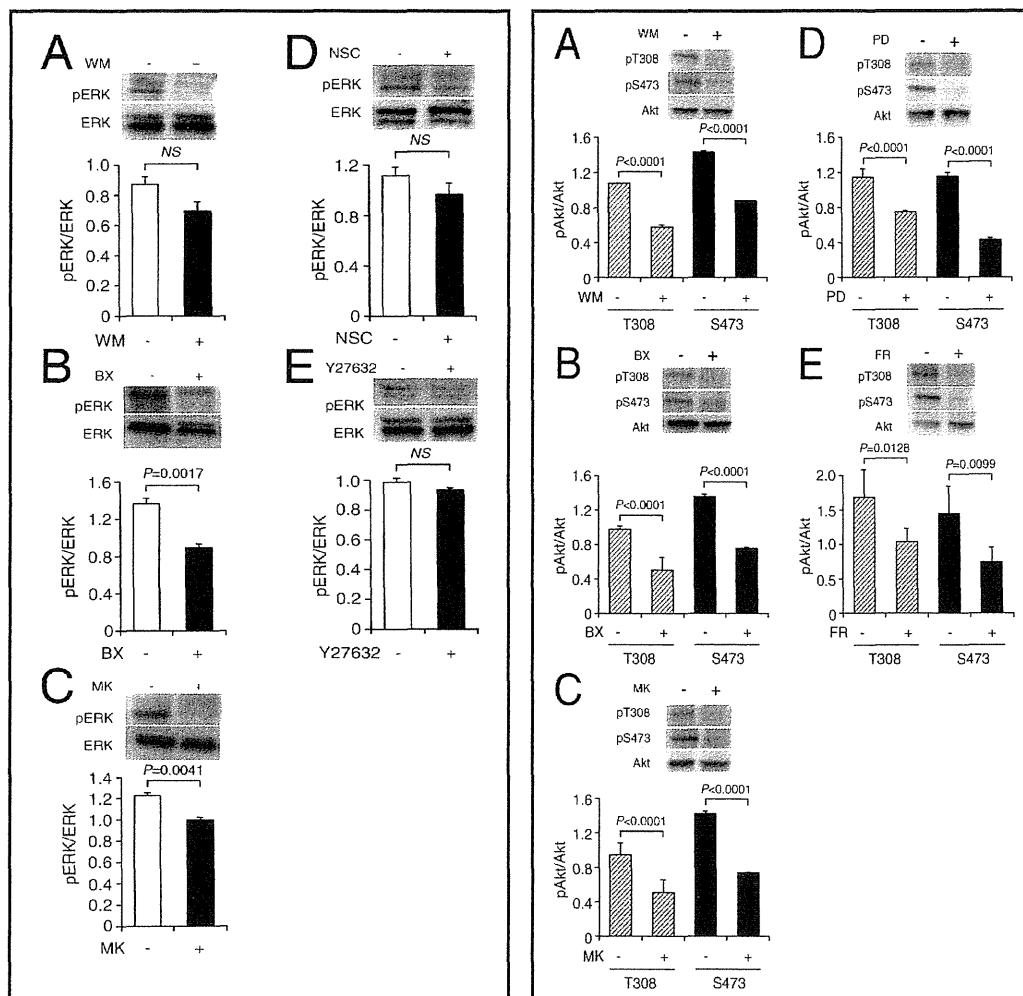 A
WM - –
pERK
ERK
NS
pERK/ERK
1.0
0.8
0.6
0.4
0.2
0
WM - +
B
BX - +
pERK
ERK
P=0.0017
pERK/ERK
1.6
1.2
0.8
0.4
0
BX - +
C
MK - +
pERK
ERK
P=0.0041
pERK/ERK
1.4
1.2
1.0
0.8
0.6
0.4
0.2
0
MK - +
D
NSC - +
pERK
ERK
NS
pERK/ERK
1.2
1.0
0.8
0.6
0.4
0.2
0
NSC - +
E
Y27632 - +
pERK
ERK
NS
pERK/ERK
1.0
0.8
0.6
0.4
0.2
0
Y27632 - +
A
WM - +
pT308
pS473
Akt
P<0.0001
P<0.0001
pAkt/Akt
1.6
1.2
0.8
0.4
0
WM - + - +
T308 S473
B
BX - +
pT308
pS473
Akt
P<0.0001
P<0.0001
pAkt/Akt
1.6
1.2
0.8
0.4
0
BX - + - +
T308 S473
C
MK - +
pT308
pS473
Akt
P<0.0001
P<0.0001
pAkt/Akt
1.6
1.2
0.8
0.4
0
MK - + - +
T308 S473
D
PD - +
pT308
pS473
Akt
P<0.0001
P<0.0001
pAkt/Akt
1.6
1.2
0.8
0.4
0
PD - + - +
T308 S473
E
FR - +
pT308
pS473
Akt
P=0.0128
P=0.0099
pAkt/Akt
2.0
1.5
1.0
0.5
0
FR - + - +
T308 S473